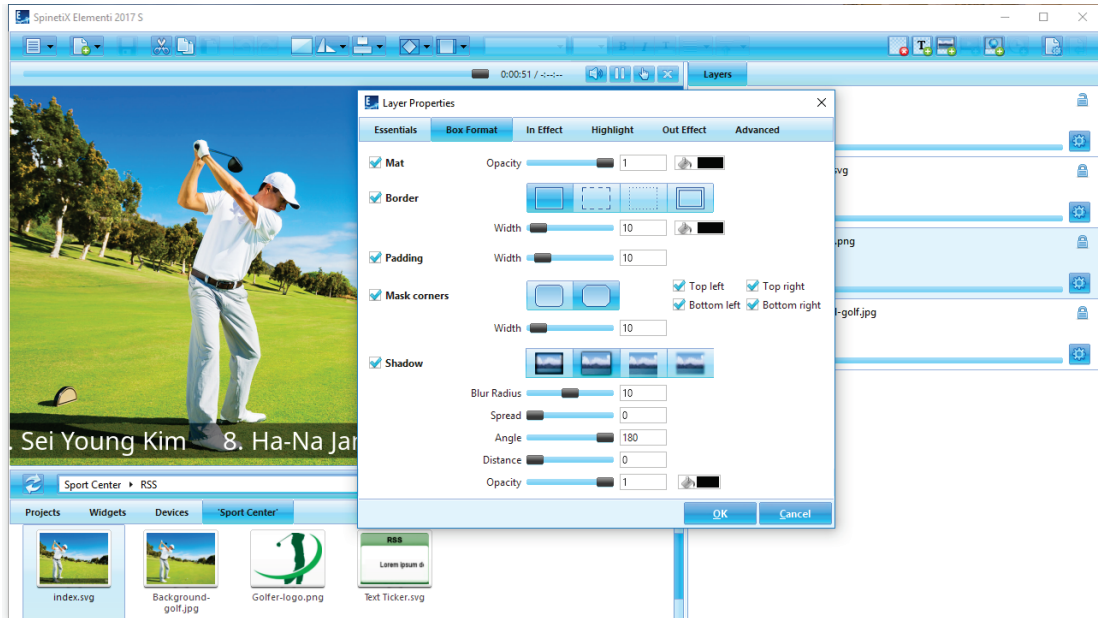 SpinetiX Elementi 2017 S
0:00:51 / -:--:--
Layers
Layer Properties
Essentials Box Format In Effect Highlight Out Effect Advanced
Mat Opacity 1
Border
Width 10
Padding Width 10
Mask corners
Top left Top right
Bottom left Bottom right
Width 10
Shadow
Blur Radius 10
Spread 0
Angle 180
Distance 0
Opacity 1
OK Cancel
svg
.png
l-golf.jpg
. Sei Young Kim 8. Ha-Na Jan
Sport Center RSS
Projects Widgets Devices 'Sport Center'
RSS
Lorem ipsum d
index.svg
Background-
golf.jpg
Golfer-logo.png
Text Ticker.svg